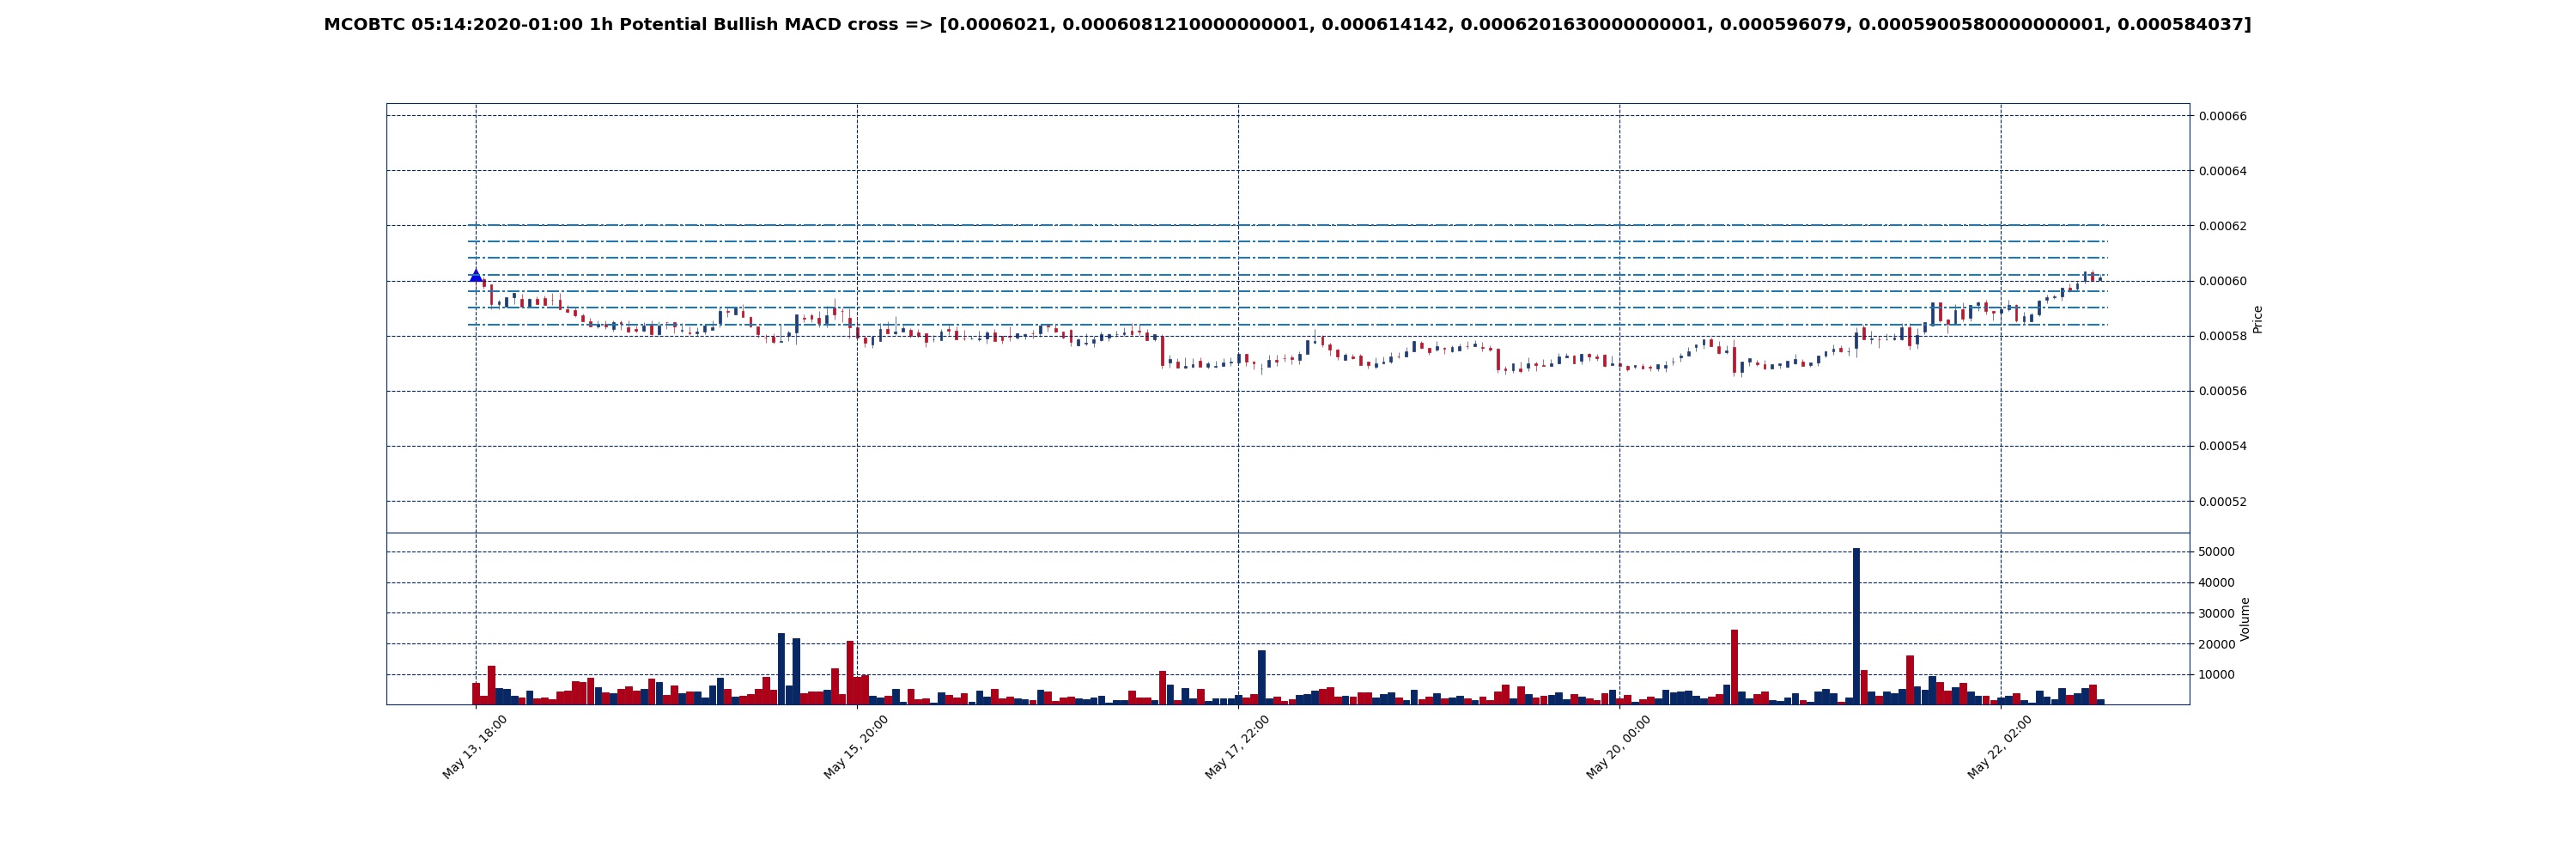 MCOBTC 05:14:2020-01:00 1h Potential Bullish MACD cross => [0.0006021, 0.0006081210000000001, 0.000614142, 0.0006201630000000001, 0.000596079, 0.0005900580000000001, 0.000584037]
0.00066
0.00064
0.00062
0.00060
0.00058
0.00056
0.00054
0.00052
Price
50000
40000
30000
20000
10000
Volume
May 13, 18:00
May 15, 20:00
May 17, 22:00
May 20, 00:00
May 22, 02:00